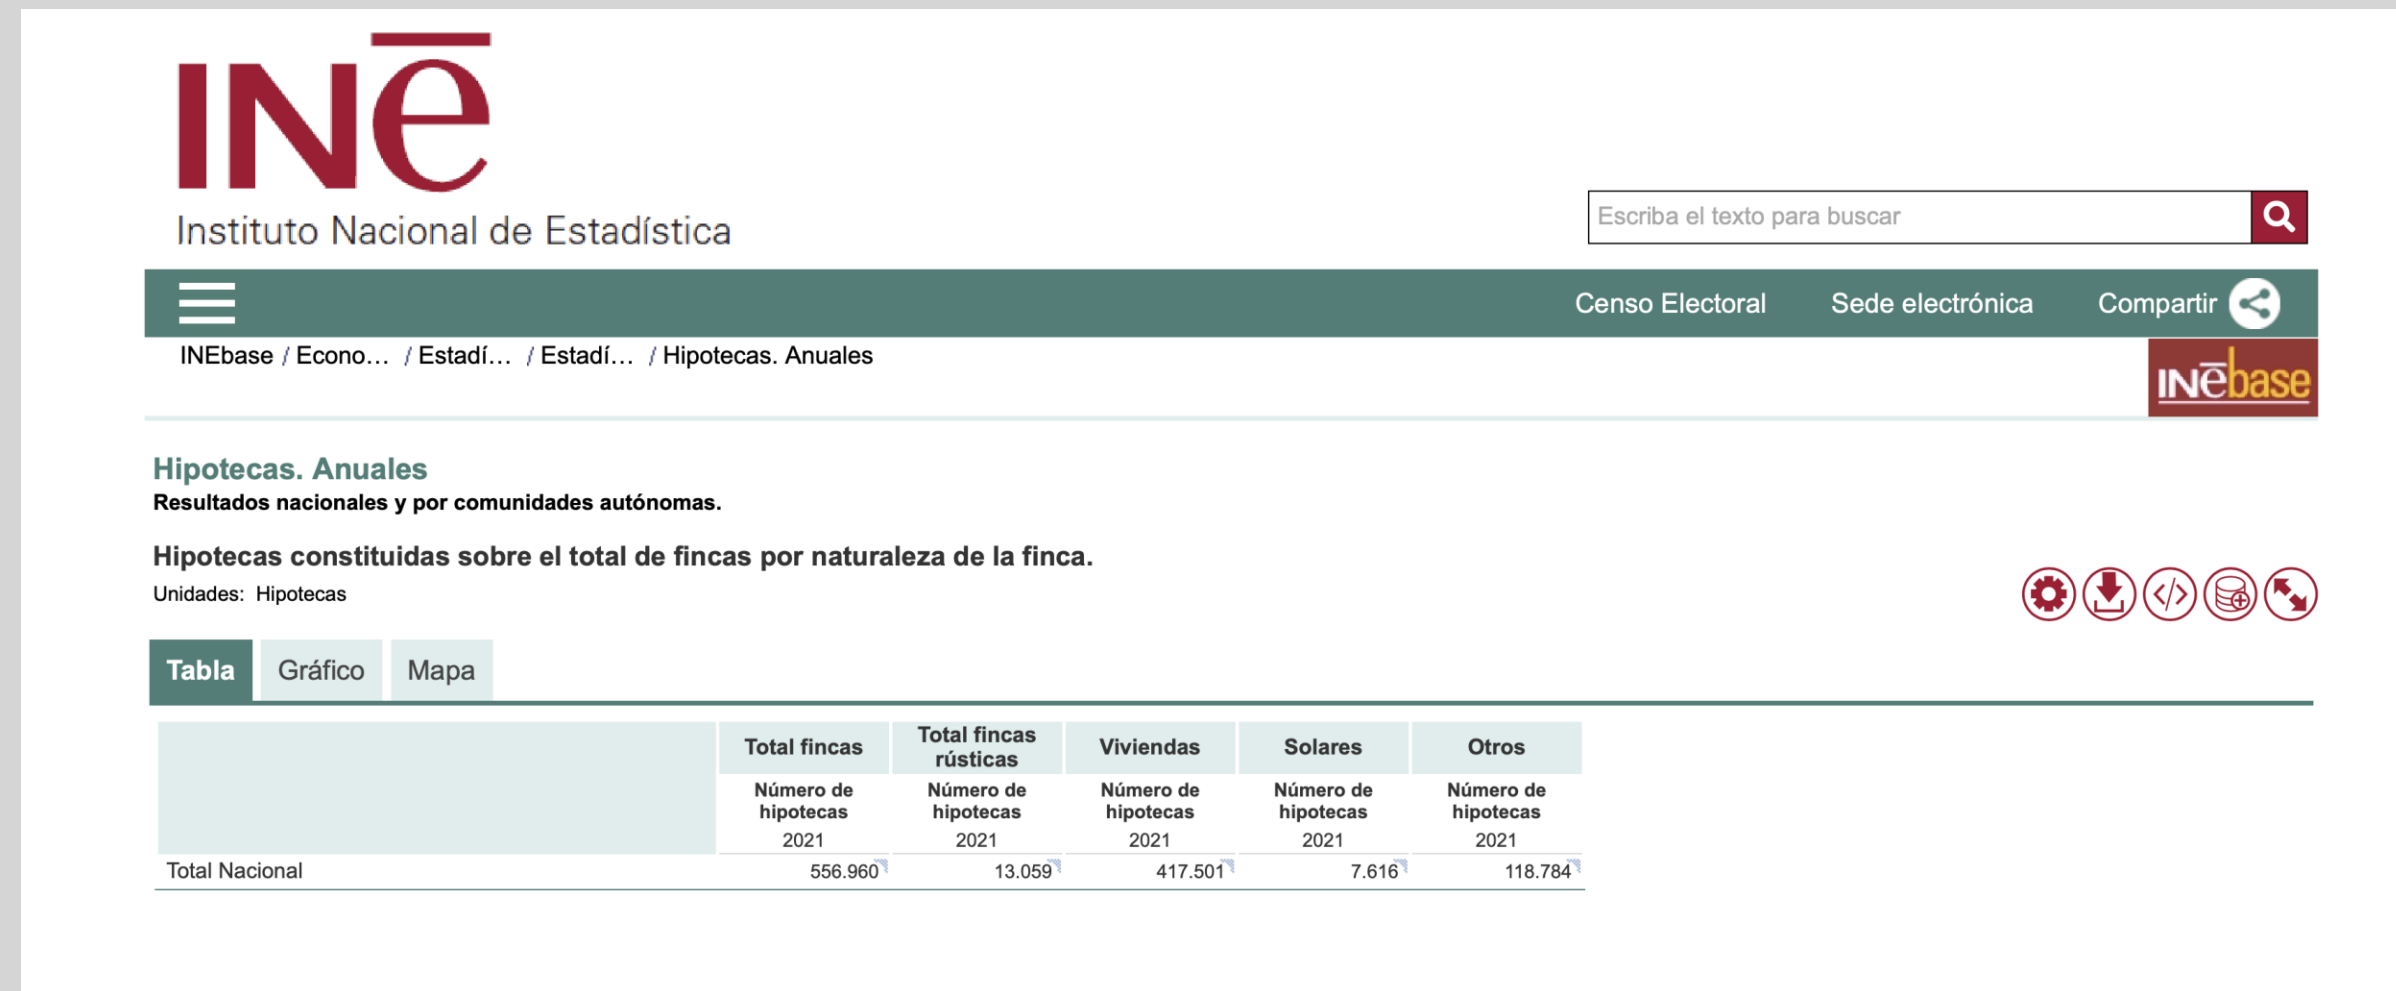 INe
Instituto Nacional de Estadística
Escriba el texto para buscar
Censo Electoral Sede electrónica Compartir
INEbase / Econo... / Estadí... / Estadí... / Hipotecas. Anuales
INebase
Hipotecas. Anuales
Resultados nacionales y por comunidades autónomas.
Hipotecas constituidas sobre el total de fincas por naturaleza de la finca.
Unidades: Hipotecas
</>
Tabla Gráfico Mapa
Total fincas Total fincas rústicas Viviendas Solares Otros
Número de hipotecas Número de hipotecas Número de hipotecas Número de hipotecas Número de hipotecas
2021 2021 2021 2021 2021
Total Nacional 556.960 13.059 417.501 7.616 118.784